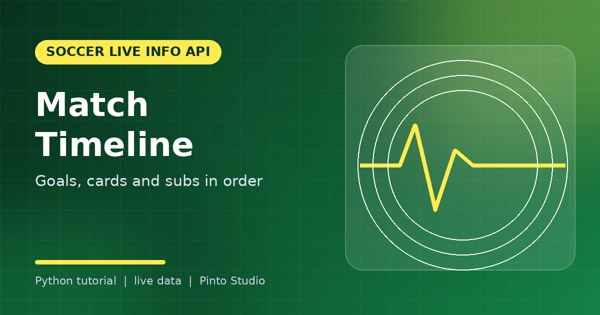 SOCCER LIVE INFO API
Match
Timeline
Goals, cards and subs in order
Python tutorial | live data | Pinto Studio